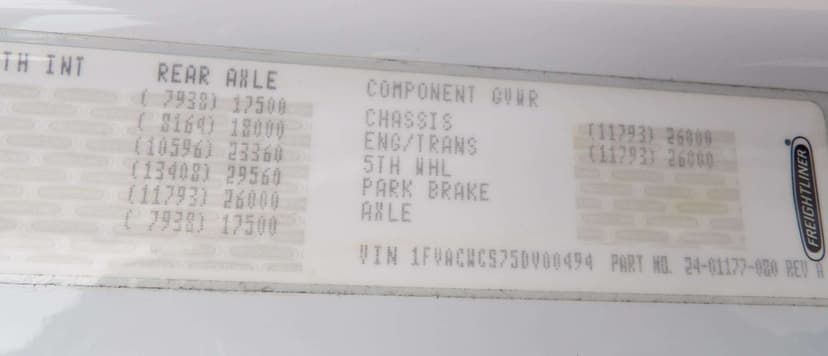 TH INT
REAR AXLE
( 7938) 17500
( 8164) 18000
(10596) 23360
(13408) 29560
(11793) 26000
( 7938) 17500
COMPONENT GVWR
CHASSIS (11793) 26000
ENG/TRANS (11793) 26000
5TH WHL
PARK BRAKE
AXLE
VIN 1FVACWCS75DV00494 PART NO. 24-01177-080 REV A
FREIGHTLINER